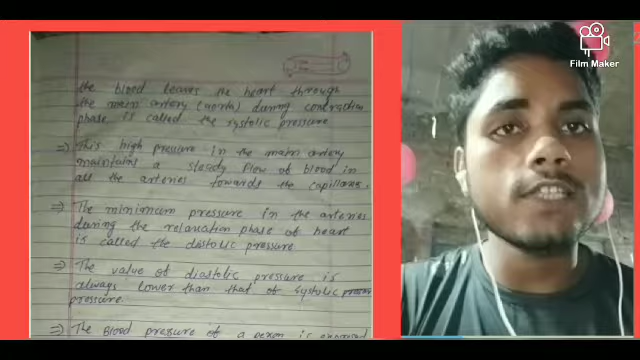 Film Maker
the blood leaves the heart through
the main artery (aorta) during contraction
phase is called the systolic pressure
⇒ This high pressure in the main artery
maintains a steady flow of blood in
all the arteries towards the capillaries.
⇒ The minimum pressure in the arteries
during the relaxation phase of heart
is called the distolic pressure
⇒ The value of diastolic pressure is
always lower than that of systolic
pressure.
⇒ The Blood pressure of a person is